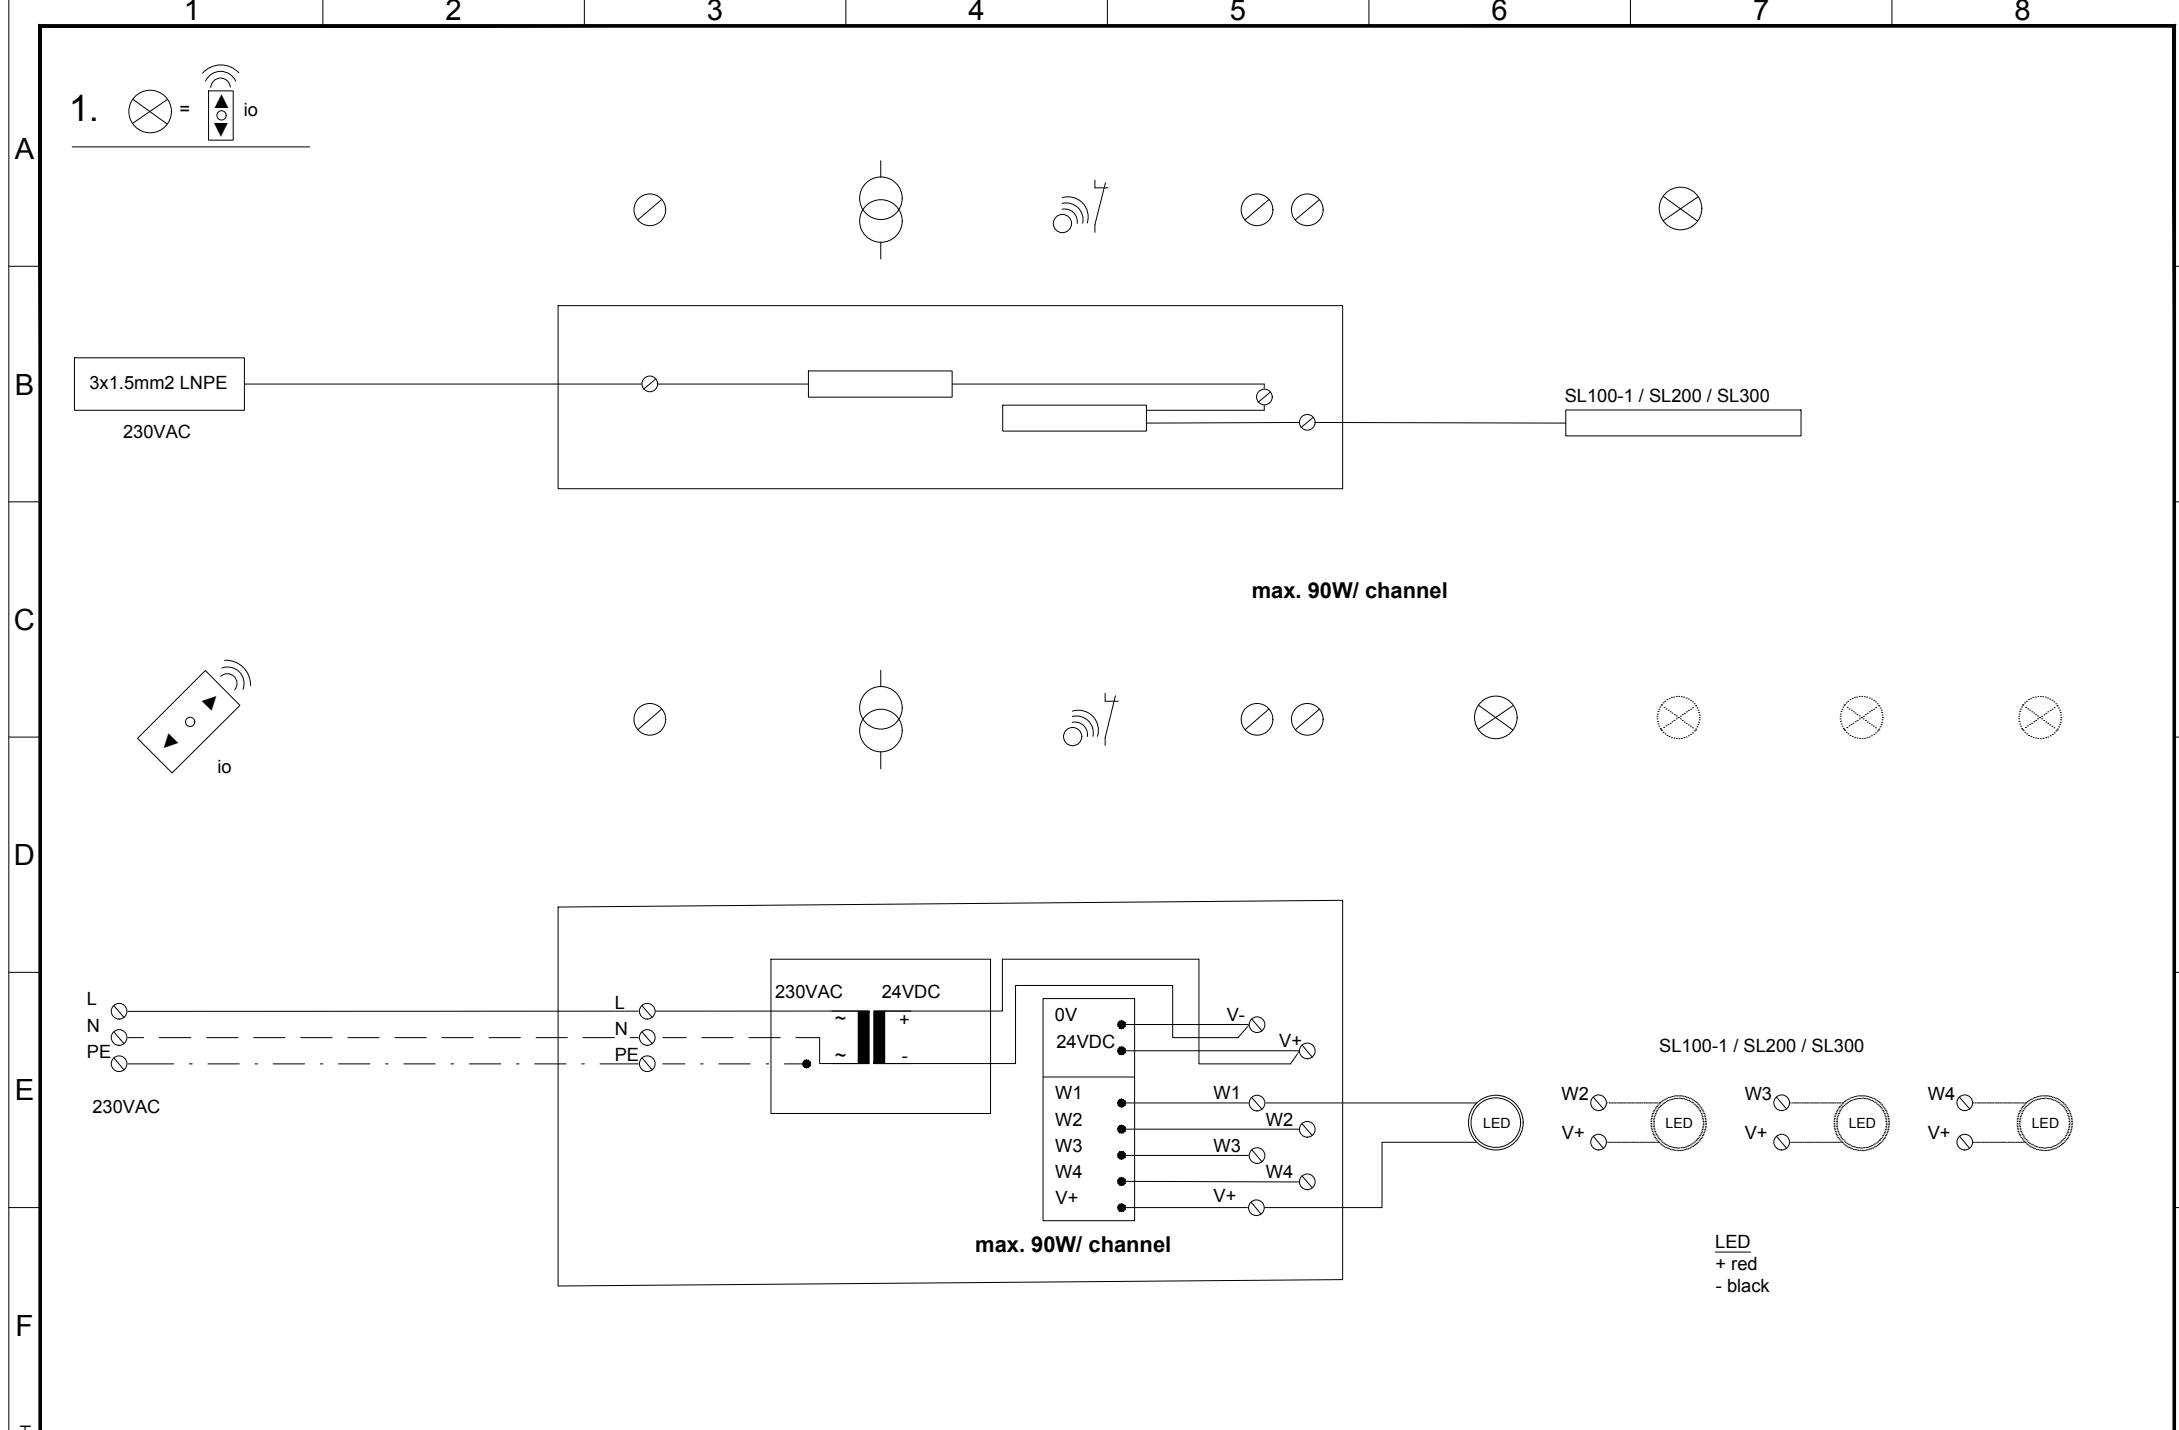 1 2 3 4 5 6 7 8
1. = io
A
B
3x1.5mm2 LNPE
230VAC
SL100-1 / SL200 / SL300
max. 90W/ channel
C
io
D
230VAC 24VDC
L L ~ +
N N
PE PE ~ -
230VAC
0V V-
24VDC V+
SL100-1 / SL200 / SL300
E
W1 W1
W2 W2
W3 W3
W4 W4
V+ V+
LED
W2 LED
V+
W3 LED
V+
W4 LED
V+
max. 90W/ channel
LED
+ red
- black
F